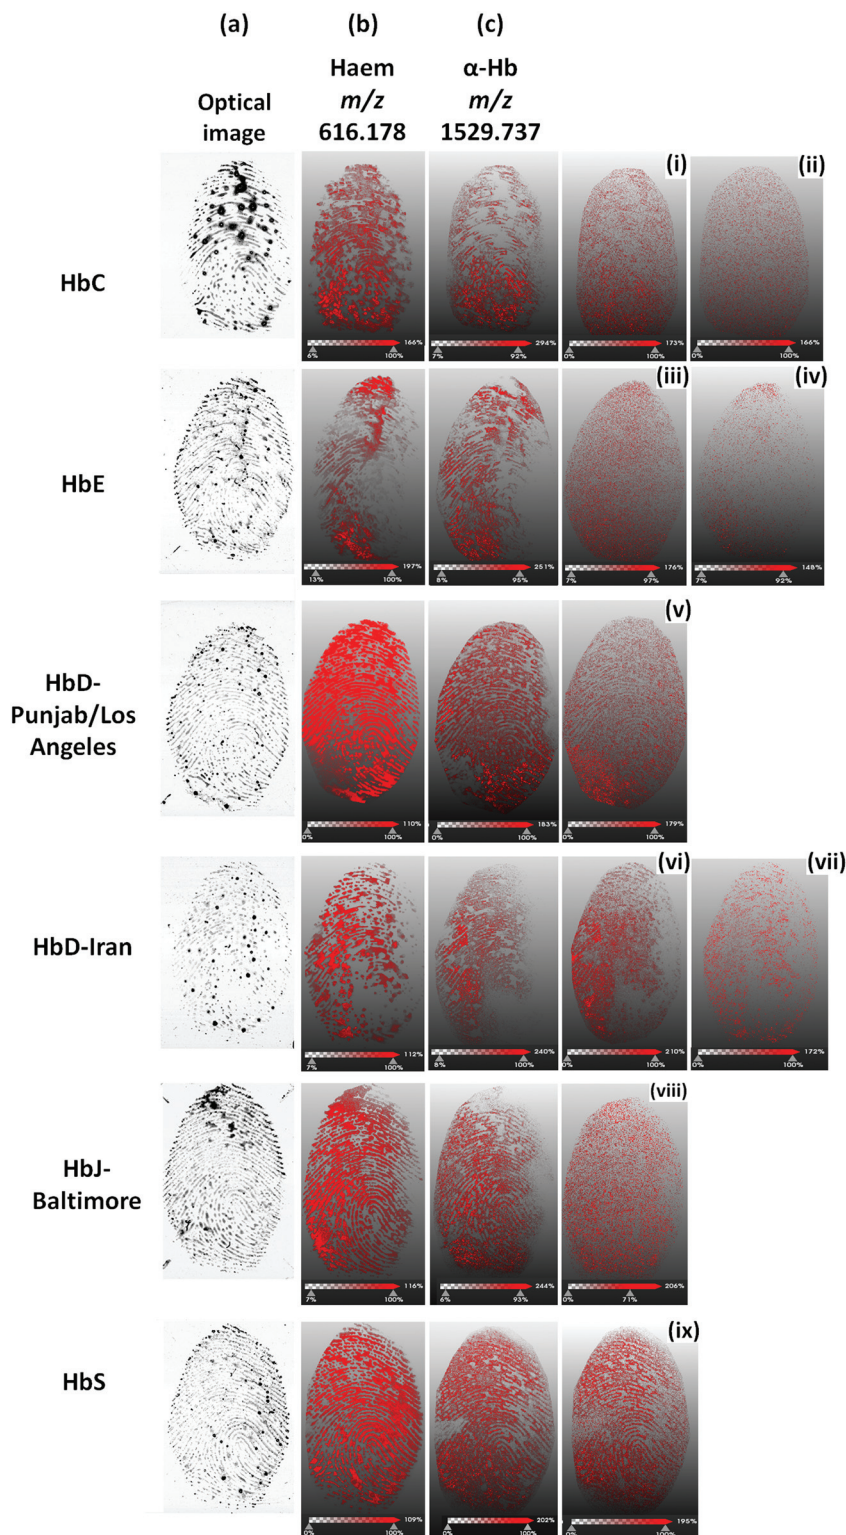 (a) (b) (c)
Optical
image
Haem
m/z
616.178
α-Hb
m/z
1529.737
HbC
(i) (ii)
166% 294% 173% 166%
6% 100% 7% 92% 0% 100% 0% 100%
HbE
(iii) (iv)
197% 251% 176% 148%
13% 100% 8% 95% 7% 97% 7% 92%
HbD-
Punjab/Los
Angeles
(v)
110% 183% 179%
0% 100% 0% 100% 0% 100%
HbD-Iran
(vi) (vii)
112% 240% 210% 172%
7% 100% 8% 100% 0% 100% 0% 100%
HbJ-
Baltimore
(viii)
116% 244% 206%
7% 100% 6% 93% 0% 71%
HbS
(ix)
109% 202% 195%
0% 100% 0% 100% 0% 100%